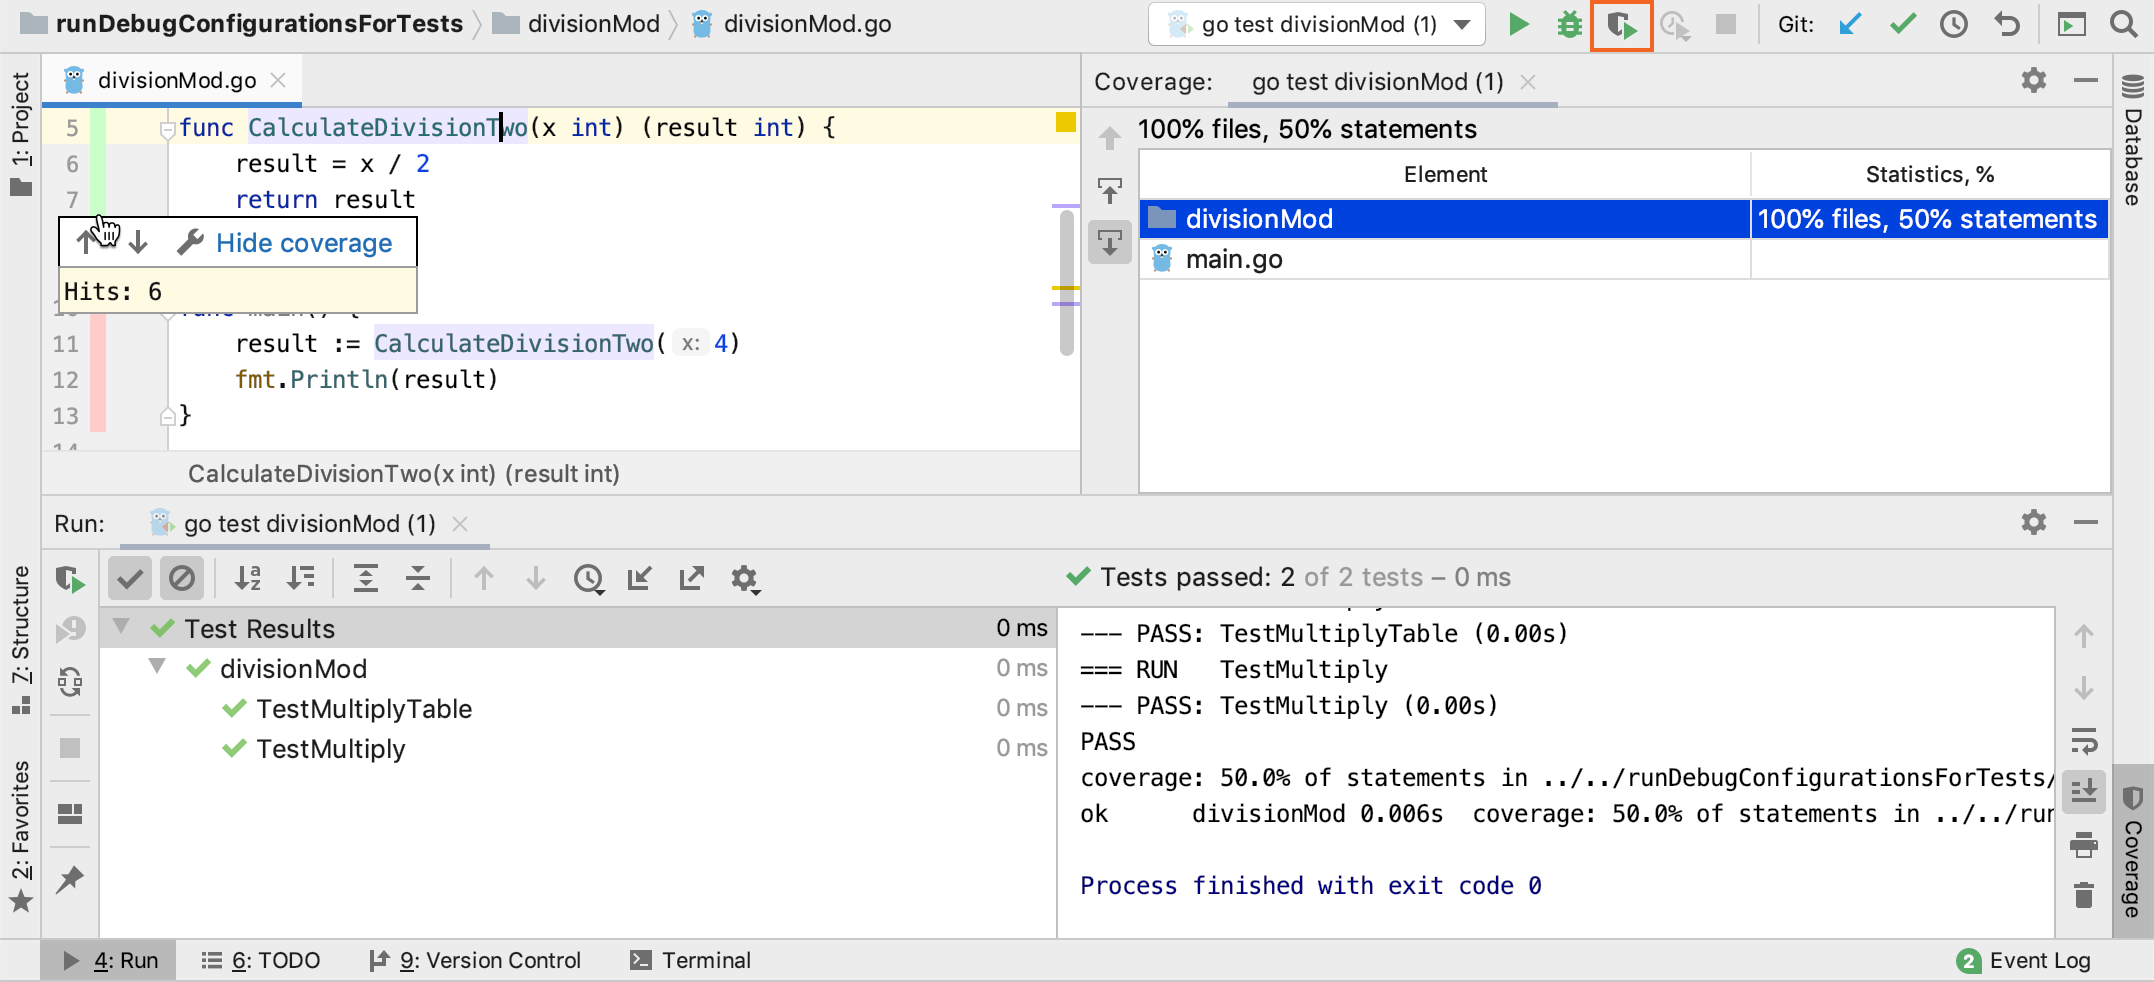 runDebugConfigurationsForTests divisionMod divisionMod.go go test divisionMod (1) Git:
1: Project
divisionMod.go
5 func CalculateDivisionTwo(x int) (result int) {
6 result = x / 2
7 return result
Hide coverage
Hits: 6
11 result := CalculateDivisionTwo( x: 4)
12 fmt.Println(result)
13 }
CalculateDivisionTwo(x int) (result int)
Coverage: go test divisionMod (1)
100% files, 50% statements
Element Statistics, %
divisionMod 100% files, 50% statements
main.go
Database
Run: go test divisionMod (1)
7: Structure
2: Favorites
Tests passed: 2 of 2 tests – 0 ms
Test Results 0 ms
divisionMod 0 ms
TestMultiplyTable 0 ms
TestMultiply 0 ms
--- PASS: TestMultiplyTable (0.00s)
=== RUN TestMultiply
--- PASS: TestMultiply (0.00s)
PASS
coverage: 50.0% of statements in ../../runDebugConfigurationsForTests/
ok divisionMod 0.006s coverage: 50.0% of statements in ../../run
Process finished with exit code 0
Coverage
4: Run 6: TODO 9: Version Control Terminal 2 Event Log